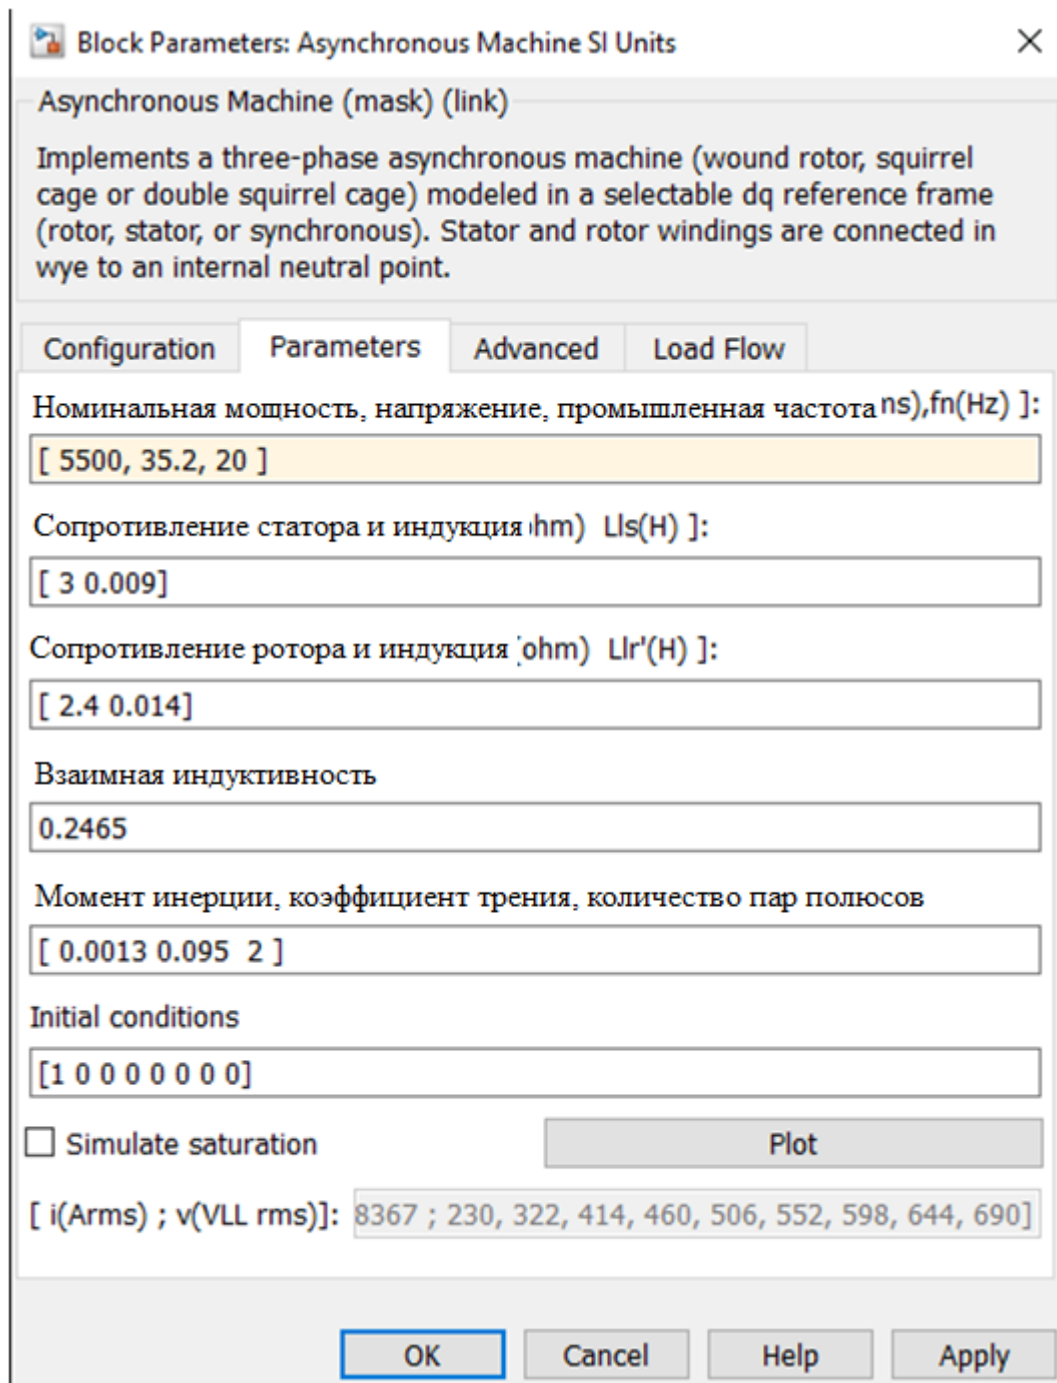 Block Parameters: Asynchronous Machine SI Units
Asynchronous Machine (mask) (link)
Implements a three-phase asynchronous machine (wound rotor, squirrel
cage or double squirrel cage) modeled in a selectable dq reference frame
(rotor, stator, or synchronous). Stator and rotor windings are connected in
wye to an internal neutral point.
Configuration Parameters Advanced Load Flow
Номинальная мощность, напряжение, промышленная частота ns),fn(Hz) ]:
[ 5500, 35.2, 20 ]
Сопротивление статора и индукция hm) Lls(H) ]:
[ 3 0.009]
Сопротивление ротора и индукция ohm) Llr'(H) ]:
[ 2.4 0.014]
Взаимная индуктивность
0.2465
Момент инерции, коэффициент трения, количество пар полюсов
[ 0.0013 0.095 2 ]
Initial conditions
[1 0 0 0 0 0 0 0]
Simulate saturation Plot
[ i(Arms) ; v(VLL rms)]: 8367 ; 230, 322, 414, 460, 506, 552, 598, 644, 690]
OK Cancel Help Apply